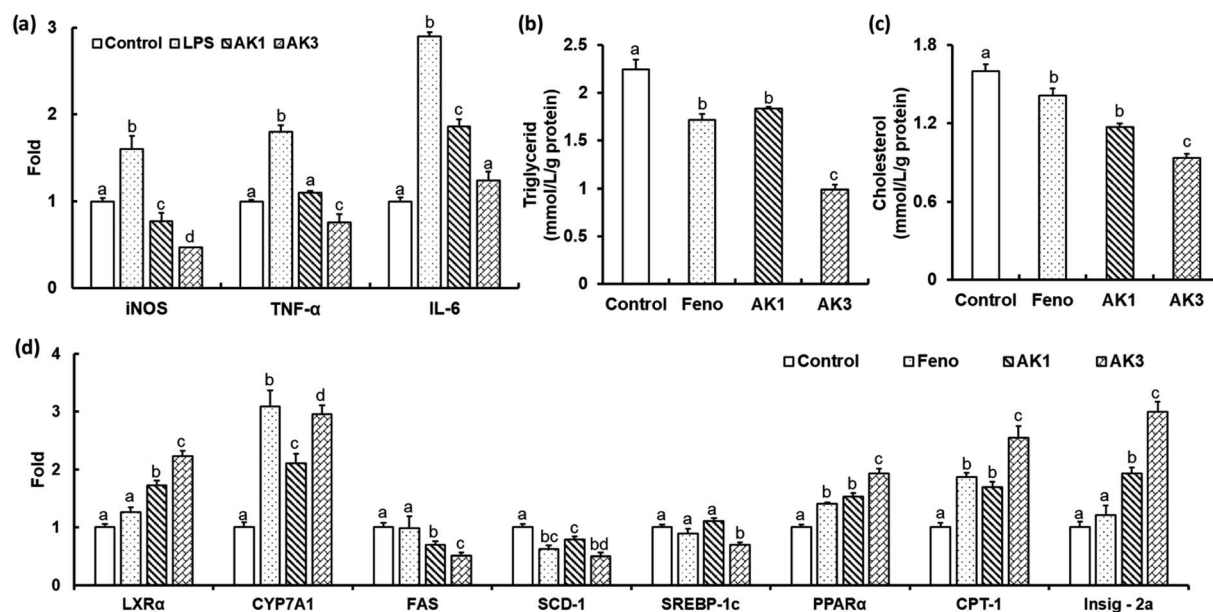 (a)
Control LPS AK1 AK3
Fold
3
2
1
0
a b c d
a b a c
a b c a
iNOS TNF-α IL-6
(b)
Triglycerid
(mmol/L/g protein)
2.5
2
1.5
1
0.5
0
a b b c
Control Feno AK1 AK3
(c)
Cholesterol
(mmol/L/g protein)
1.8
1.2
0.6
0
a b b c
Control Feno AK1 AK3
(d)
Control Feno AK1 AK3
Fold
4
3
2
1
0
a a b c
a b c d
a a b c
a bc c bd
a a a b
a b b c
a b b c
a a b c
LXRα CYP7A1 FAS SCD-1 SREBP-1c PPARα CPT-1 Insig - 2a